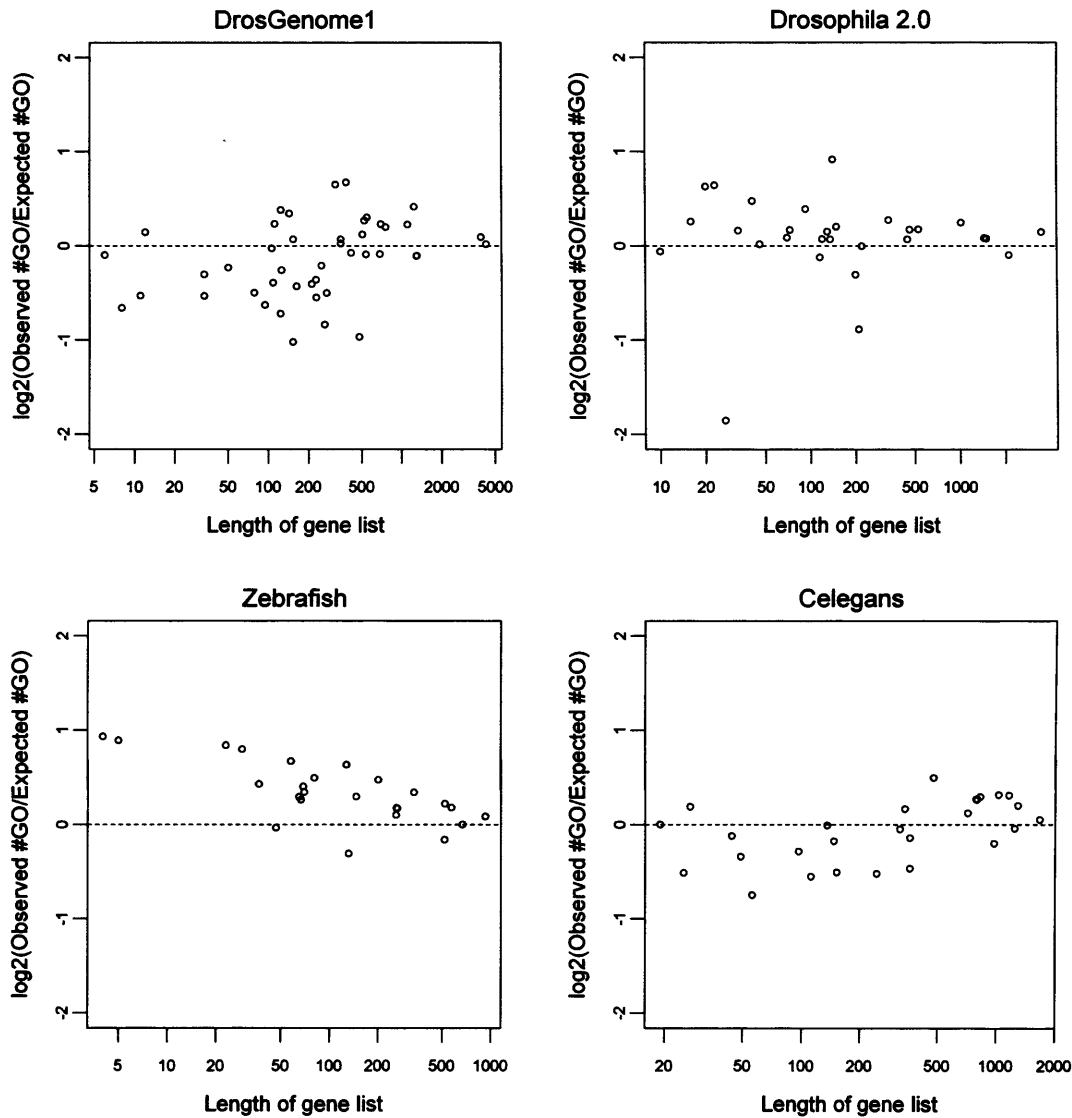 DrosGenome1
log2(Observed #GO/Expected #GO)
2
1
0
-1
-2
5 10 20 50 100 200 500 2000 5000
Length of gene list
Drosophila 2.0
log2(Observed #GO/Expected #GO)
2
1
0
-1
-2
10 20 50 100 200 500 1000
Length of gene list
Zebrafish
log2(Observed #GO/Expected #GO)
2
1
0
-1
-2
5 10 20 50 100 200 500 1000
Length of gene list
Celegans
log2(Observed #GO/Expected #GO)
2
1
0
-1
-2
20 50 100 200 500 1000 2000
Length of gene list